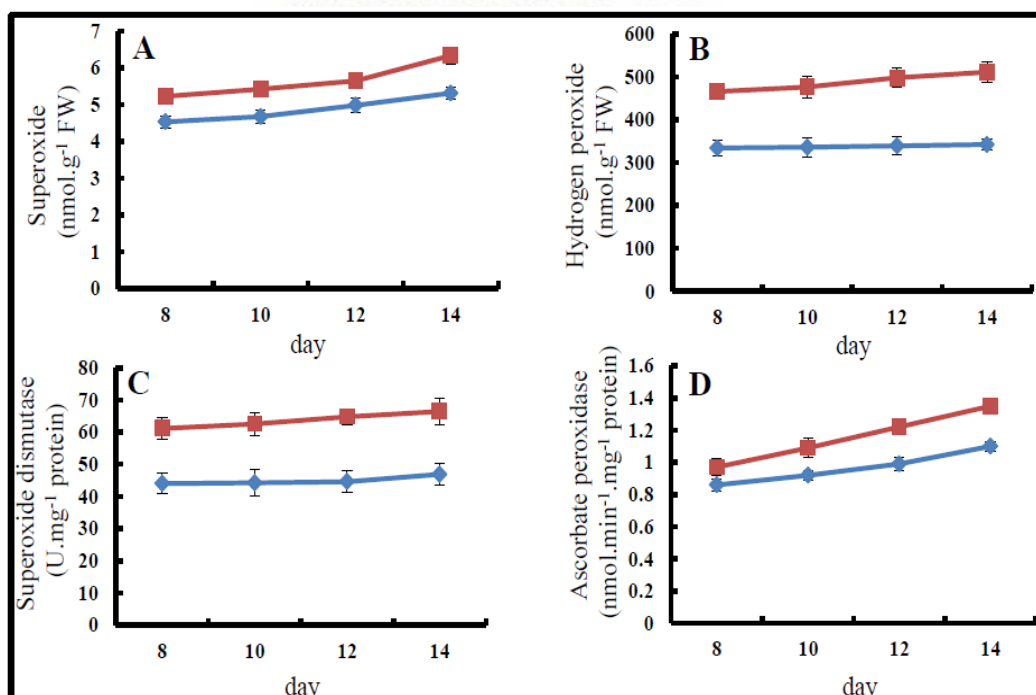 A
Superoxide
(nmol.g⁻¹ FW)
7
6
5
4
3
2
1
0
8 10 12 14
day
B
Hydrogen peroxide
(nmol.g⁻¹ FW)
600
500
400
300
200
100
0
8 10 12 14
day
C
Superoxide dismutase
(U.mg⁻¹ protein)
80
70
60
50
40
30
20
10
0
8 10 12 14
day
D
Ascorbate peroxidase
(nmol.min⁻¹.mg⁻¹ protein)
1.6
1.4
1.2
1
0.8
0.6
0.4
0.2
0
8 10 12 14
day